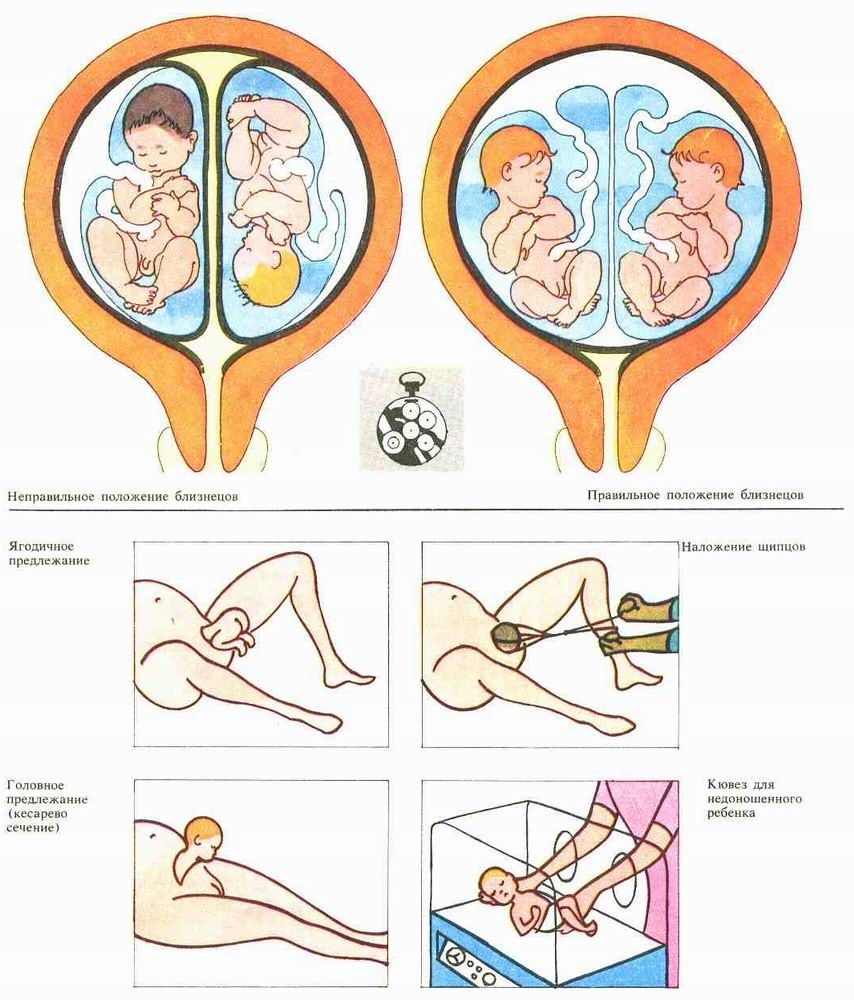 Неправильное положение близнецов
Правильное положение близнецов
Ягодичное
предлежание
Наложение щипцов
Головное
предлежание
(кесарево
сечение)
Кювез для
недоношенного
ребенка